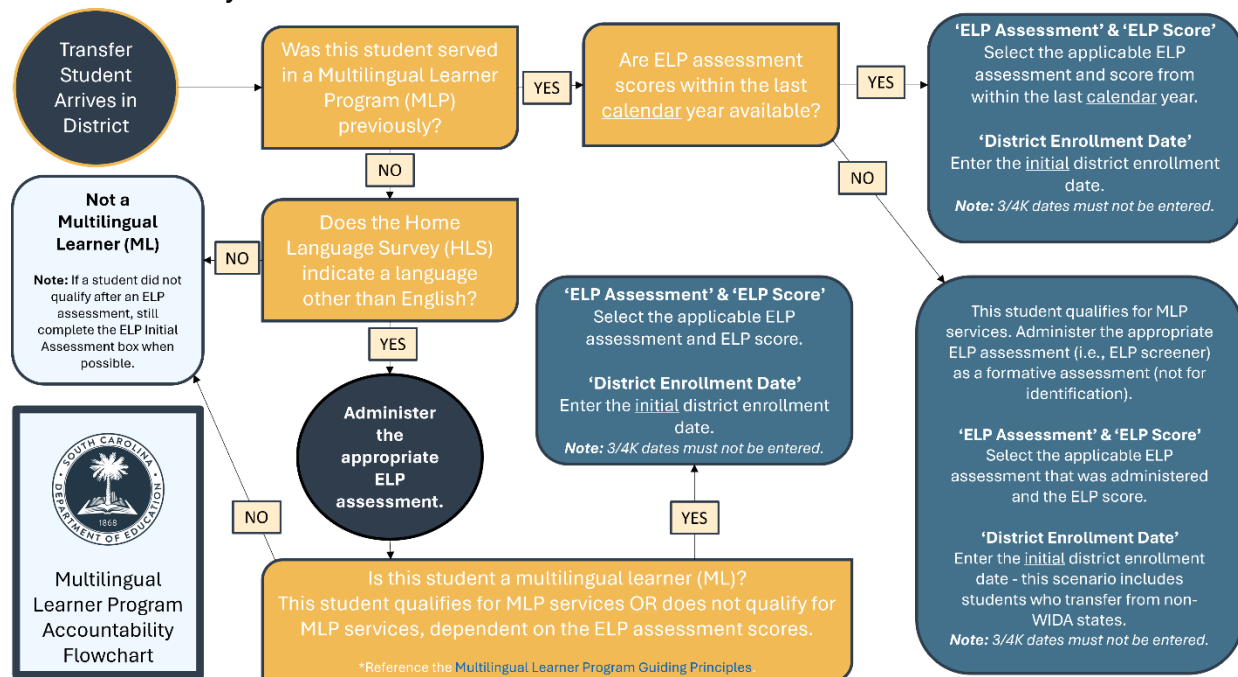 Transfer
Student
Arrives in
District
Was this student served
in a Multilingual Learner
Program (MLP)
previously?
YES
Are ELP assessment
scores within the last
calendar year available?
YES
'ELP Assessment' & 'ELP Score'
Select the applicable ELP
assessment and score from
within the last calendar year.
'District Enrollment Date'
Enter the initial district enrollment
date.
Note: 3/4K dates must not be entered.
NO
NO
Not a
Multilingual
Learner (ML)
Note: If a student did not
qualify after an ELP
assessment, still
complete the ELP Initial
Assessment box when
possible.
NO
Does the Home
Language Survey (HLS)
indicate a language
other than English?
YES
'ELP Assessment' & 'ELP Score'
Select the applicable ELP
assessment and ELP score.
'District Enrollment Date'
Enter the initial district enrollment
date.
Note: 3/4K dates must not be entered.
This student qualifies for MLP
services. Administer the appropriate
ELP assessment (i.e., ELP screener)
as a formative assessment (not for
identification).
'ELP Assessment' & 'ELP Score'
Select the applicable ELP
assessment that was administered
and the ELP score.
'District Enrollment Date'
Enter the initial district enrollment
date - this scenario includes
students who transfer from non-
WIDA states.
Note: 3/4K dates must not be entered.
Administer
the
appropriate
ELP
assessment.
NO
YES
Is this student a multilingual learner (ML)?
This student qualifies for MLP services OR does not qualify for
MLP services, dependent on the ELP assessment scores.
*Reference the Multilingual Learner Program Guiding Principles
SOUTH CAROLINA
DEPARTMENT OF EDUCATION
1868
Multilingual
Learner Program
Accountability
Flowchart